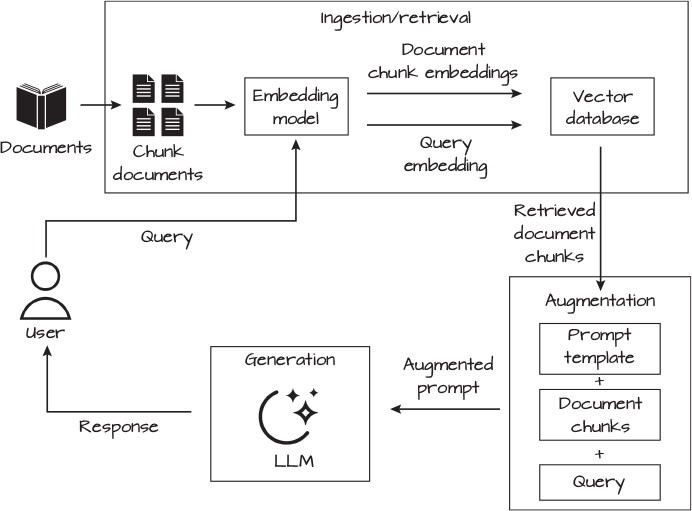 Ingestion/retrieval
Documents
Chunk
documents
Embedding
model
Document
chunk embeddings
Query
embedding
Vector
database
Query
User
Retrieved
document
chunks
Augmentation
Prompt
template
+
Document
chunks
+
Query
Augmented
prompt
Generation
LLM
Response